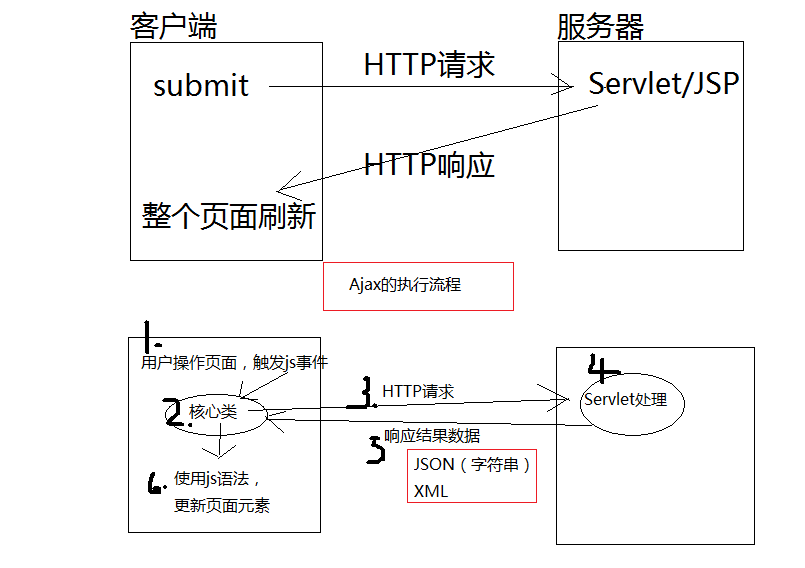 客户端
服务器
submit
HTTP请求
Servlet/JSP
HTTP响应
整个页面刷新
Ajax的执行流程
1.
用户操作页面，触发js事件
2.
核心类
3.
HTTP请求
4
Servlet处理
5
响应结果数据
JSON（字符串）
XML
6.
使用js语法，
更新页面元素